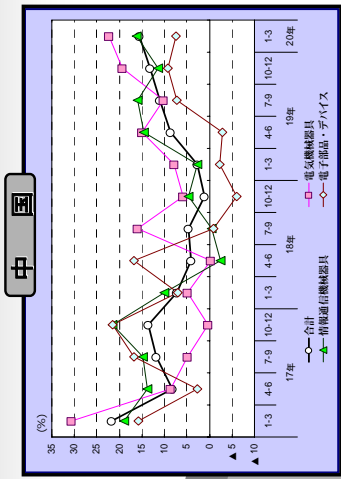 中 国
(%)
35
30
25
20
15
10
5
0
▲ 5
▲ 10
1-3 4-6 7-9 10-12 1-3 4-6 7-9 10-12 1-3 4-6 7-9 10-12 1-3
17年 18年 19年 20年
合計 電気機械器具
情報通信機械器具 電子部品・デバイス